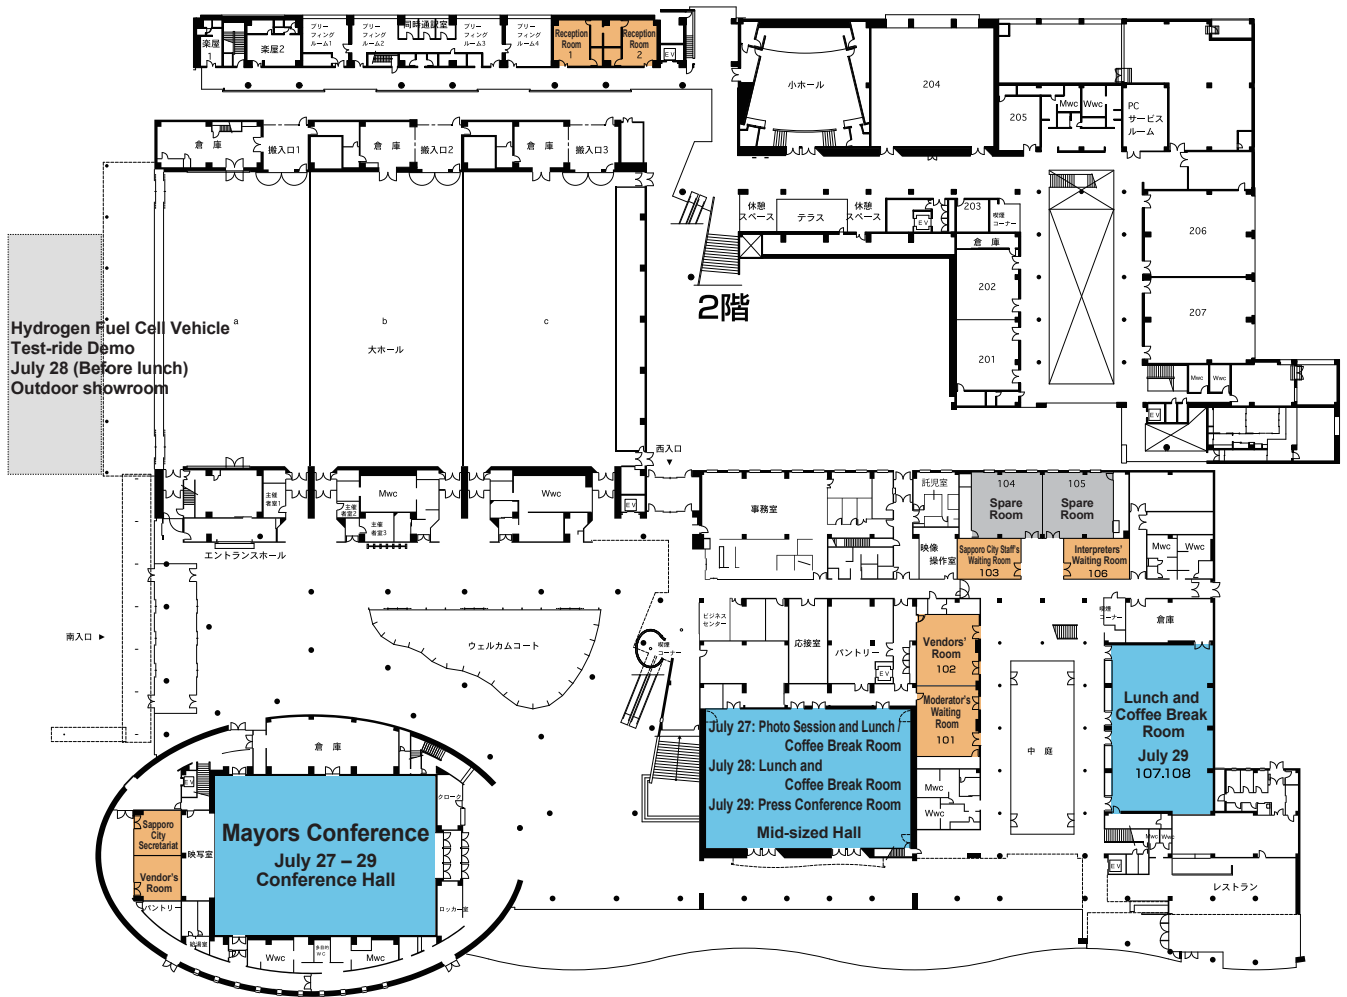 楽屋
1
楽屋2
ブリー
フィング
ルーム1
ブリー
フィング
ルーム2
同時通訳室
ブリー
フィング
ルーム3
ブリー
フィング
ルーム4
Reception
Room
1
Reception
Room
2
EV
小ホール
204
205
Mwc
Wwc
PC
サービス
ルーム
倉 庫
搬入口1
倉 庫
搬入口2
倉 庫
搬入口3
休憩
スペース
テラス
休憩
スペース
EV
203
喫煙
コーナー
倉 庫
202
201
206
207
Mwc
Wwc
EV
2階
Hydrogen Fuel Cell Vehicle
Test-ride Demo
July 28 (Before lunch)
Outdoor showroom
a
b
c
大ホール
西入口
主催
者室1
主催
者室2
主催
者室3
Mwc
Wwc
EV
エントランスホール
南入口
ウェルカムコート
喫煙
コーナー
事務室
託児室
映像
操作室
104
Spare
Room
105
Spare
Room
Sapporo City Staff's
Waiting Room
103
Interpreters'
Waiting Room
106
Mwc
Wwc
ビジネス
センター
応接室
パントリー
EV
Vendors'
Room
102
Moderator's
Waiting
Room
101
Mwc
Wwc
喫煙
コーナー
倉庫
中 庭
Lunch and
Coffee Break
Room
July 29
107.108
July 27: Photo Session and Lunch /
Coffee Break Room
July 28: Lunch and
Coffee Break Room
July 29: Press Conference Room
Mid-sized Hall
Mwc
Wwc
EV
レストラン
倉 庫
EV
クローク
Sapporo
City
Secretariat
映写室
Vendor's
Room
パントリー
給湯室
Mayors Conference
July 27 – 29
Conference Hall
ロッカー室
Wwc
多目的
WC
Mwc